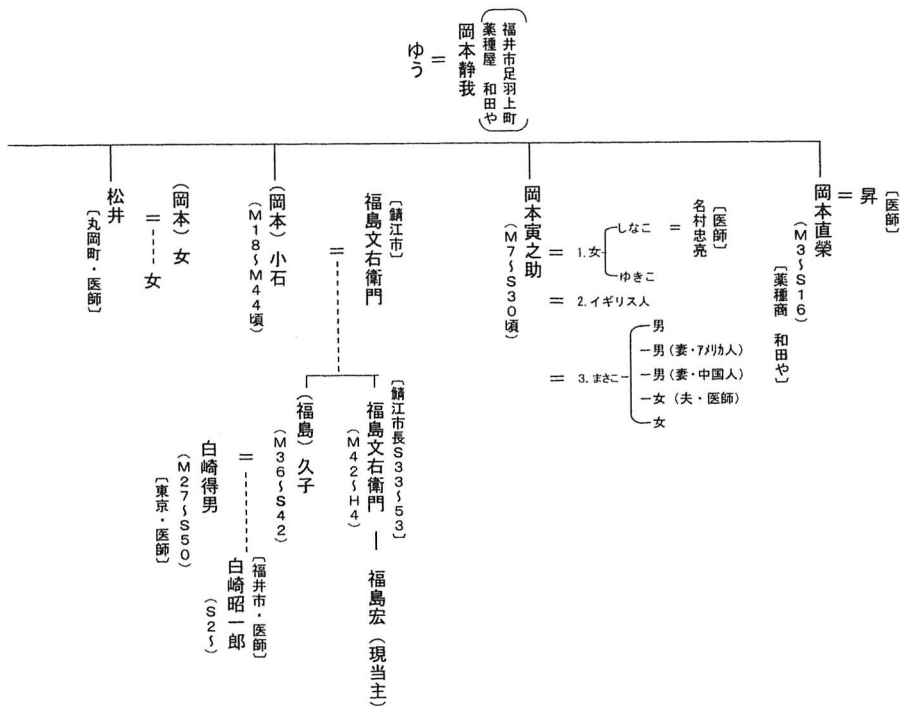 福井市足羽上町
薬種屋　和田や
岡本静我
＝
ゆう
[医師]
昇
＝
岡本直榮
(M3～S16)
[薬種商　和田や]
岡本寅之助
(M7～S30頃)
＝ 1.女
しなこ
＝
[医師]
名村忠亮
ゆきこ
＝ 2.イギリス人
＝ 3.まさこ
男
男(妻・アメリカ人)
男(妻・中国人)
女(夫・医師)
女
[鯖江市]
福島文右衛門
＝
(岡本)小石
(M18～M44頃)
[鯖江市長S33～53]
福島文右衛門
(M42～H4)
福島宏(現当主)
(福島)久子
(M36～S42)
＝
白崎得男
(M27～S50)
[東京・医師]
[福井市・医師]
白崎昭一郎
(S2～)
(岡本)女
＝
女
松井
[丸岡町・医師]